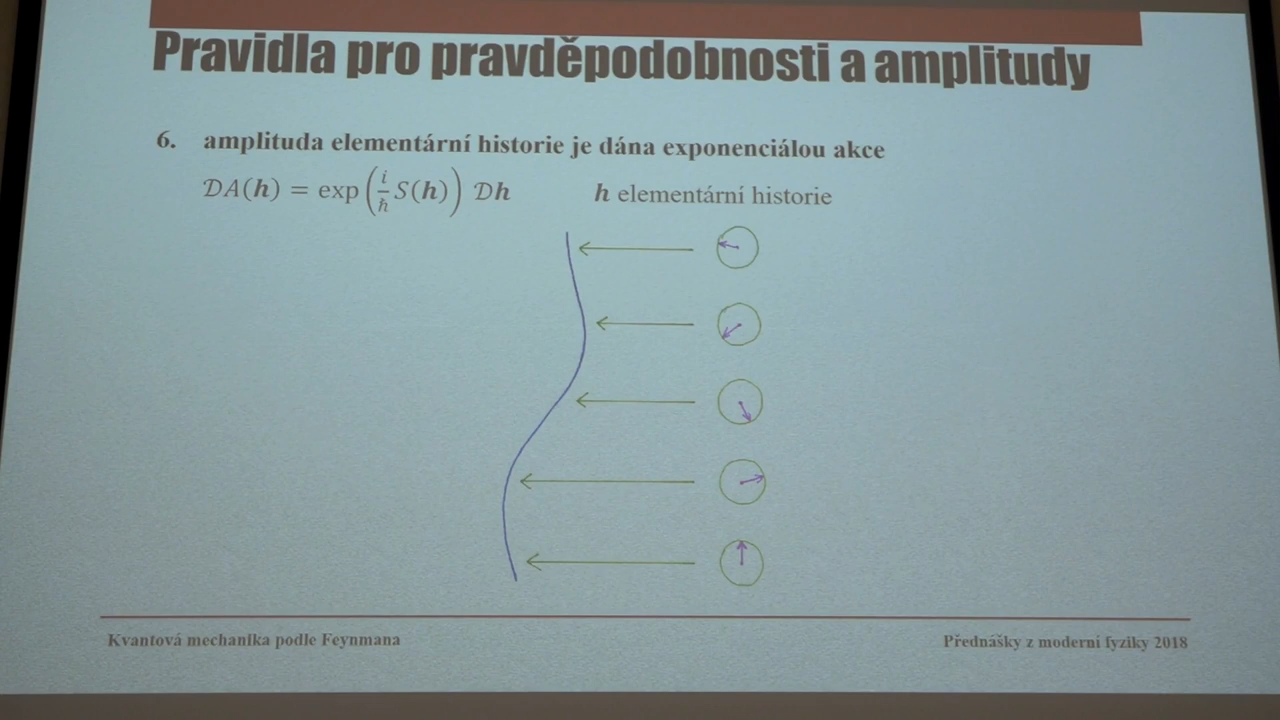 Pravidla pro pravděpodobnosti a amplitudy
6. amplituda elementární historie je dána exponenciálou akce
𝒟A(h) = exp(i/ħ S(h)) 𝒟h h elementární historie
Kvantová mechanika podle Feynmana Přednášky z moderní fyziky 2018